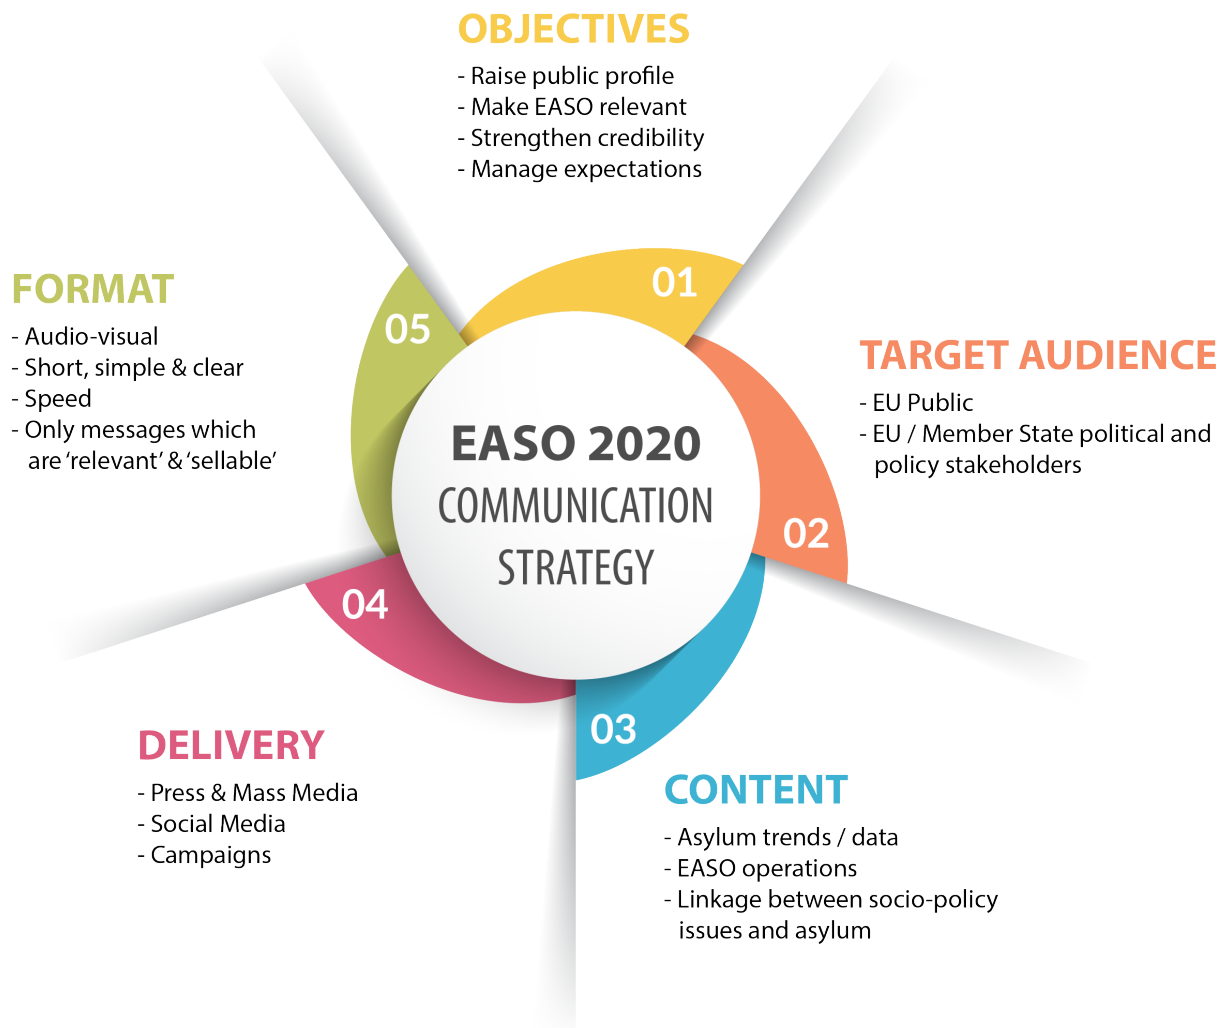 OBJECTIVES
- Raise public profile
- Make EASO relevant
- Strengthen credibility
- Manage expectations
01
TARGET AUDIENCE
- EU Public
- EU / Member State political and
policy stakeholders
02
CONTENT
- Asylum trends / data
- EASO operations
- Linkage between socio-policy
issues and asylum
03
DELIVERY
- Press & Mass Media
- Social Media
- Campaigns
04
FORMAT
- Audio-visual
- Short, simple & clear
- Speed
- Only messages which
are ‘relevant’ & ‘sellable’
05
EASO 2020
COMMUNICATION
STRATEGY